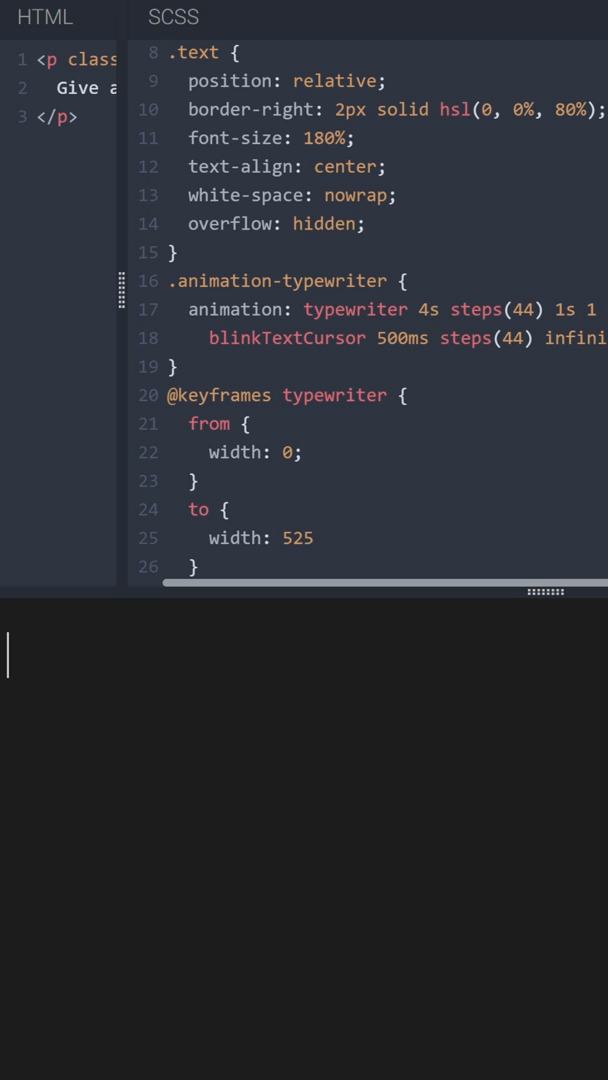 HTML
SCSS
1 <p class
2 Give a
3 </p>
8 .text {
9 position: relative;
10 border-right: 2px solid hsl(0, 0%, 80%);
11 font-size: 180%;
12 text-align: center;
13 white-space: nowrap;
14 overflow: hidden;
15 }
16 .animation-typewriter {
17 animation: typewriter 4s steps(44) 1s 1
18 blinkTextCursor 500ms steps(44) infini
19 }
20 @keyframes typewriter {
21 from {
22 width: 0;
23 }
24 to {
25 width: 525
26 }